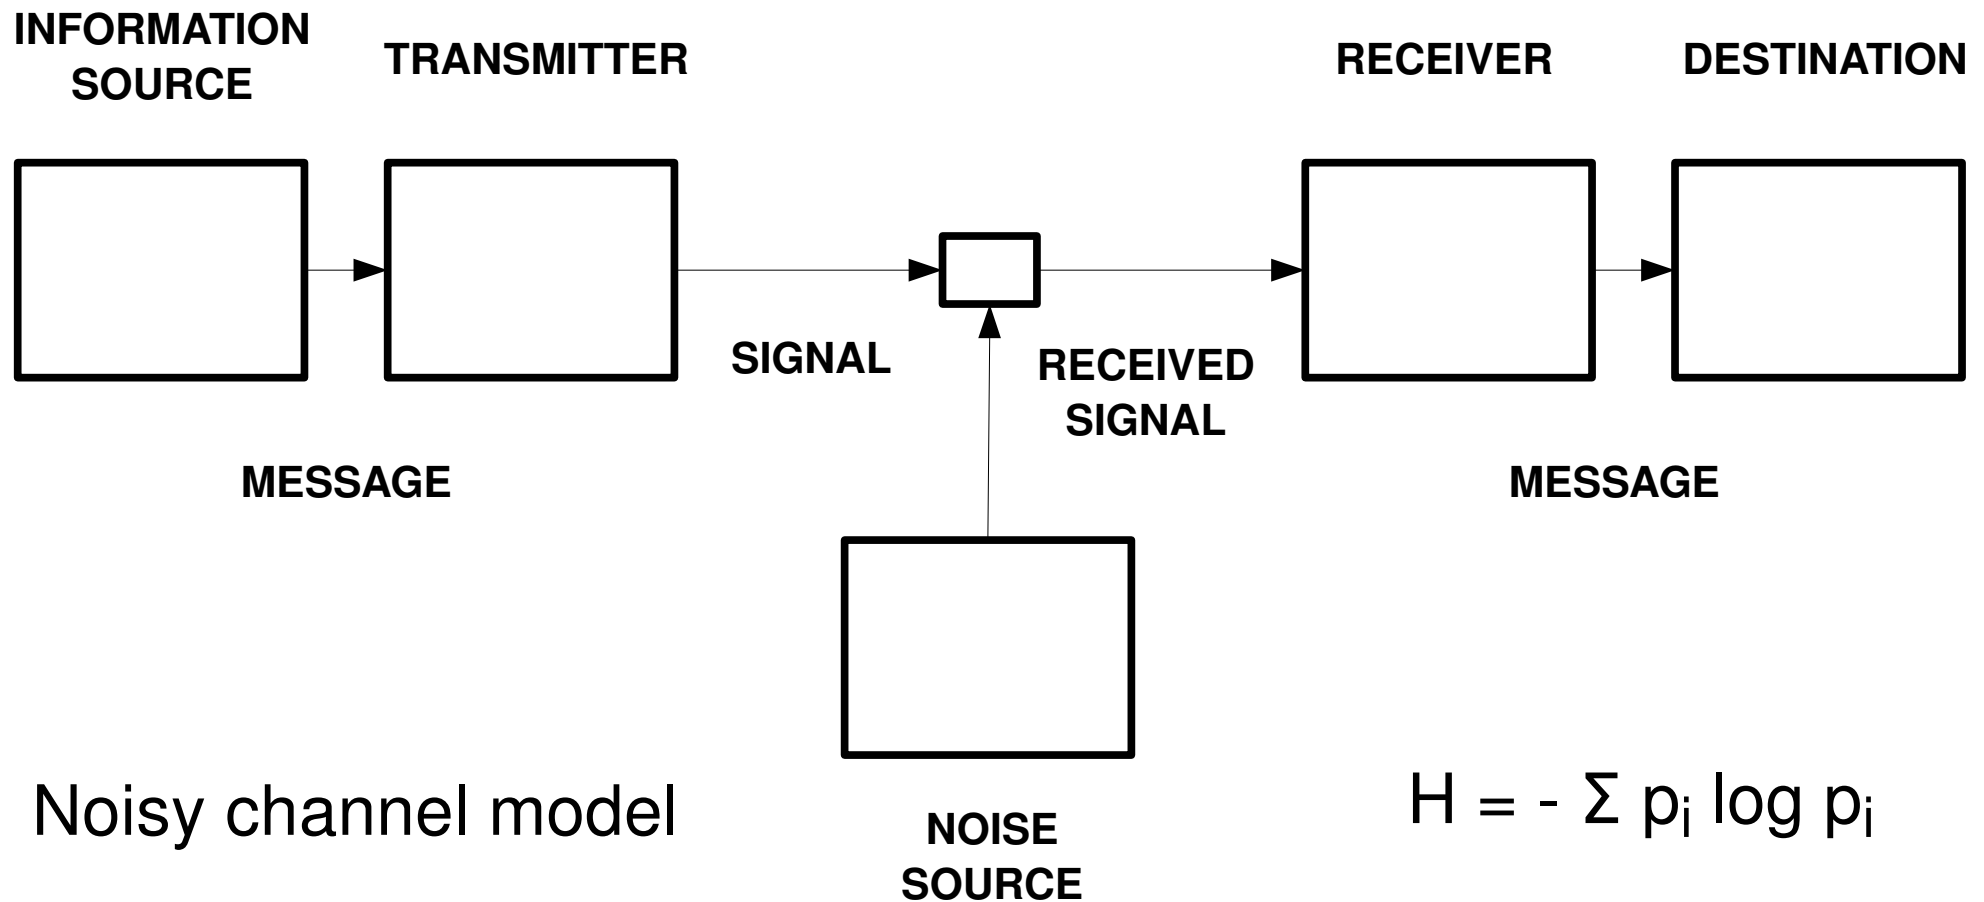 INFORMATION
SOURCE
TRANSMITTER
RECEIVER
DESTINATION
SIGNAL
RECEIVED
SIGNAL
MESSAGE
MESSAGE
Noisy channel model
NOISE
SOURCE
H = - Σ pᵢ log pᵢ